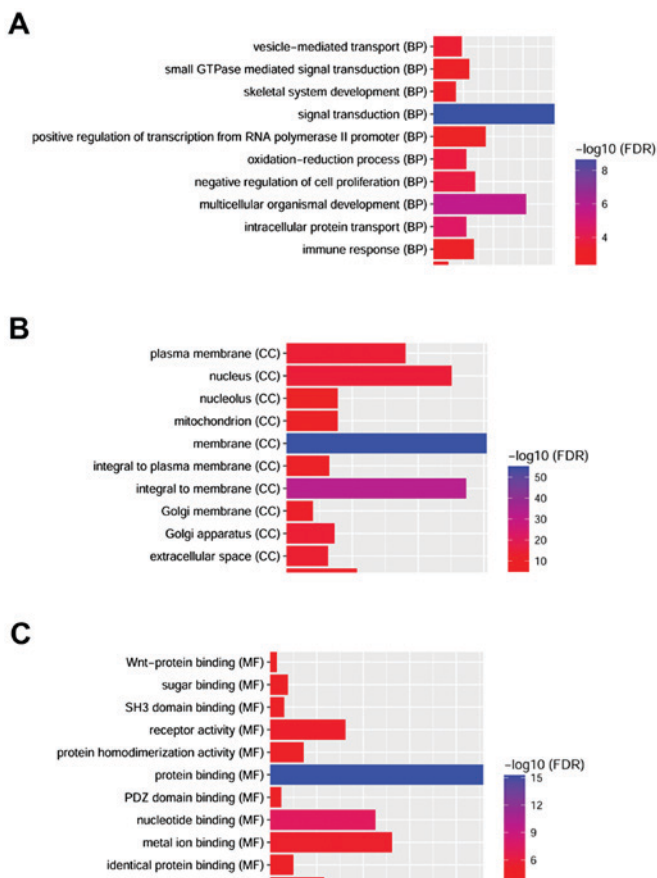 A
vesicle−mediated transport (BP)
small GTPase mediated signal transduction (BP)
skeletal system development (BP)
signal transduction (BP)
positive regulation of transcription from RNA polymerase II promoter (BP)
oxidation−reduction process (BP)
negative regulation of cell proliferation (BP)
multicellular organismal development (BP)
intracellular protein transport (BP)
immune response (BP)
−log10 (FDR)
8
4
B
plasma membrane (CC)
nucleus (CC)
nucleolus (CC)
mitochondrion (CC)
membrane (CC)
integral to plasma membrane (CC)
integral to membrane (CC)
Golgi membrane (CC)
Golgi apparatus (CC)
extracellular space (CC)
−log10 (FDR)
50
40
30
20
10
C
Wnt−protein binding (MF)
sugar binding (MF)
SH3 domain binding (MF)
receptor activity (MF)
protein homodimerization activity (MF)
protein binding (MF)
PDZ domain binding (MF)
nucleotide binding (MF)
metal ion binding (MF)
identical protein binding (MF)
−log10 (FDR)
15
12
9
6